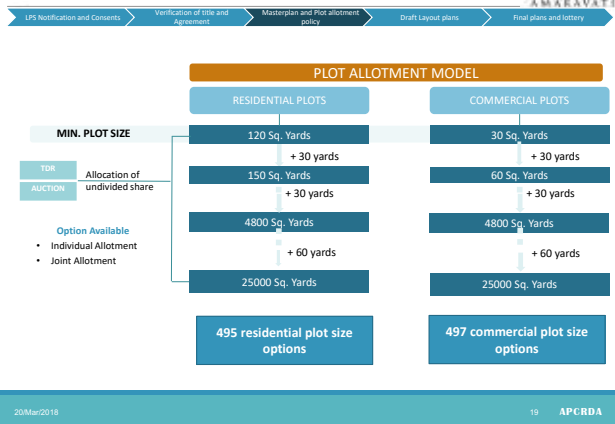 AMARAVATI
LPS Notification and Consents
Verification of title and
Agreement
Masterplan and Plot allotment
policy
Draft Layout plans
Final plans and lottery
PLOT ALLOTMENT MODEL
RESIDENTIAL PLOTS
COMMERCIAL PLOTS
MIN. PLOT SIZE
120 Sq. Yards
30 Sq. Yards
+ 30 yards
+ 30 yards
TDR
AUCTION
Allocation of
undivided share
150 Sq. Yards
60 Sq. Yards
+ 30 yards
+ 30 yards
4800 Sq. Yards
4800 Sq. Yards
Option Available
• Individual Allotment
• Joint Allotment
+ 60 yards
+ 60 yards
25000 Sq. Yards
25000 Sq. Yards
495 residential plot size
options
497 commercial plot size
options
20/Mar/2018
19
APCRDA